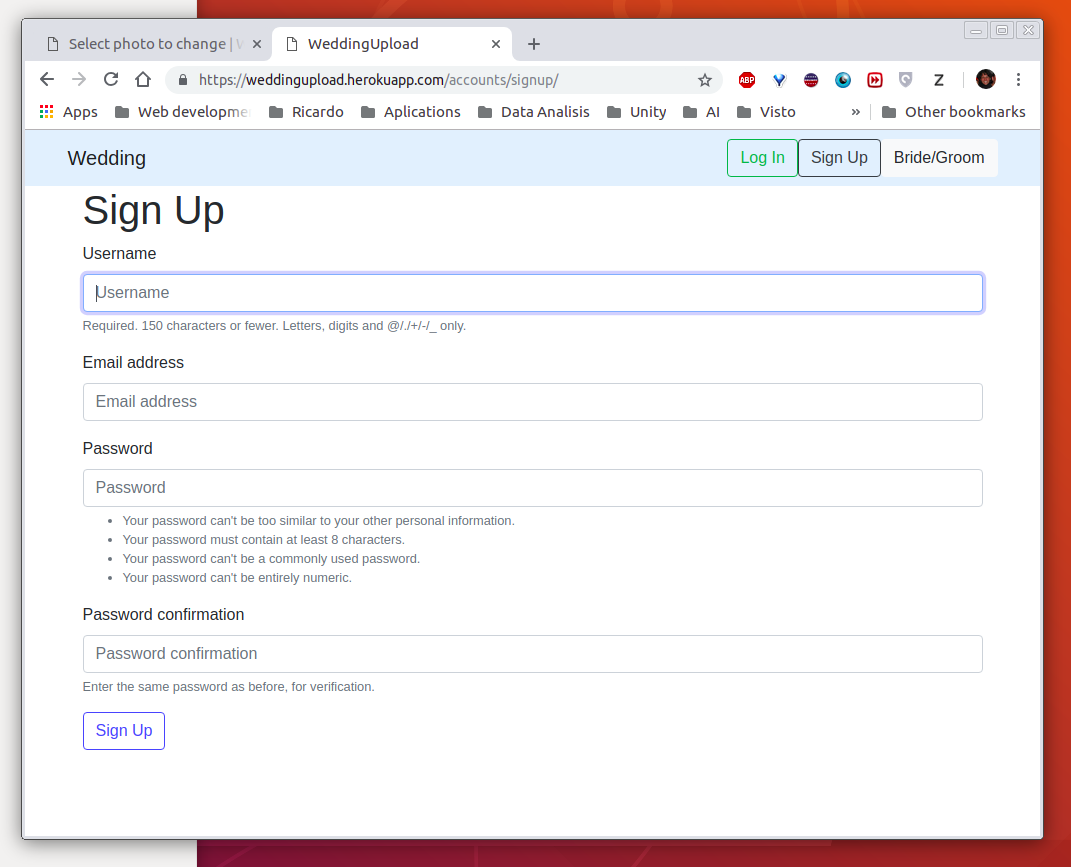 Select photo to change | W
WeddingUpload
https://weddingupload.herokuapp.com/accounts/signup/
ABP
Z
Apps
Web developme
Ricardo
Aplications
Data Analisis
Unity
AI
Visto
»
Other bookmarks
Wedding
Log In
Sign Up
Bride/Groom
Sign Up
Username
Username
Required. 150 characters or fewer. Letters, digits and @/./+/-/_ only.
Email address
Email address
Password
Password
• Your password can't be too similar to your other personal information.
• Your password must contain at least 8 characters.
• Your password can't be a commonly used password.
• Your password can't be entirely numeric.
Password confirmation
Password confirmation
Enter the same password as before, for verification.
Sign Up